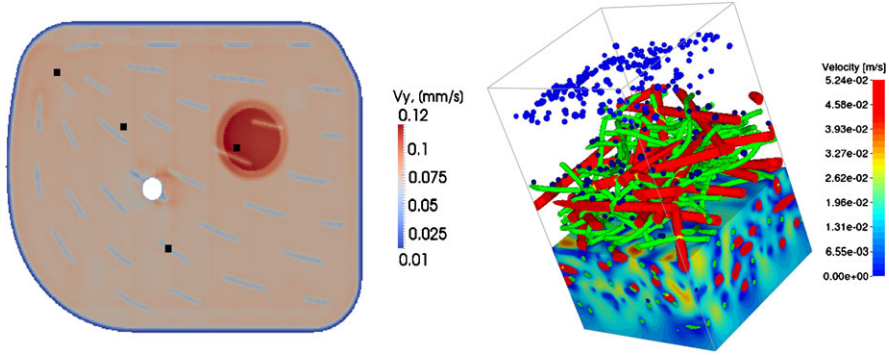 Vy, (mm/s)
0.12
0.1
0.075
0.05
0.025
0.01
Velocity [m/s]
5.24e-02
4.58e-02
3.93e-02
3.27e-02
2.62e-02
1.96e-02
1.31e-02
6.55e-03
0.00e+00